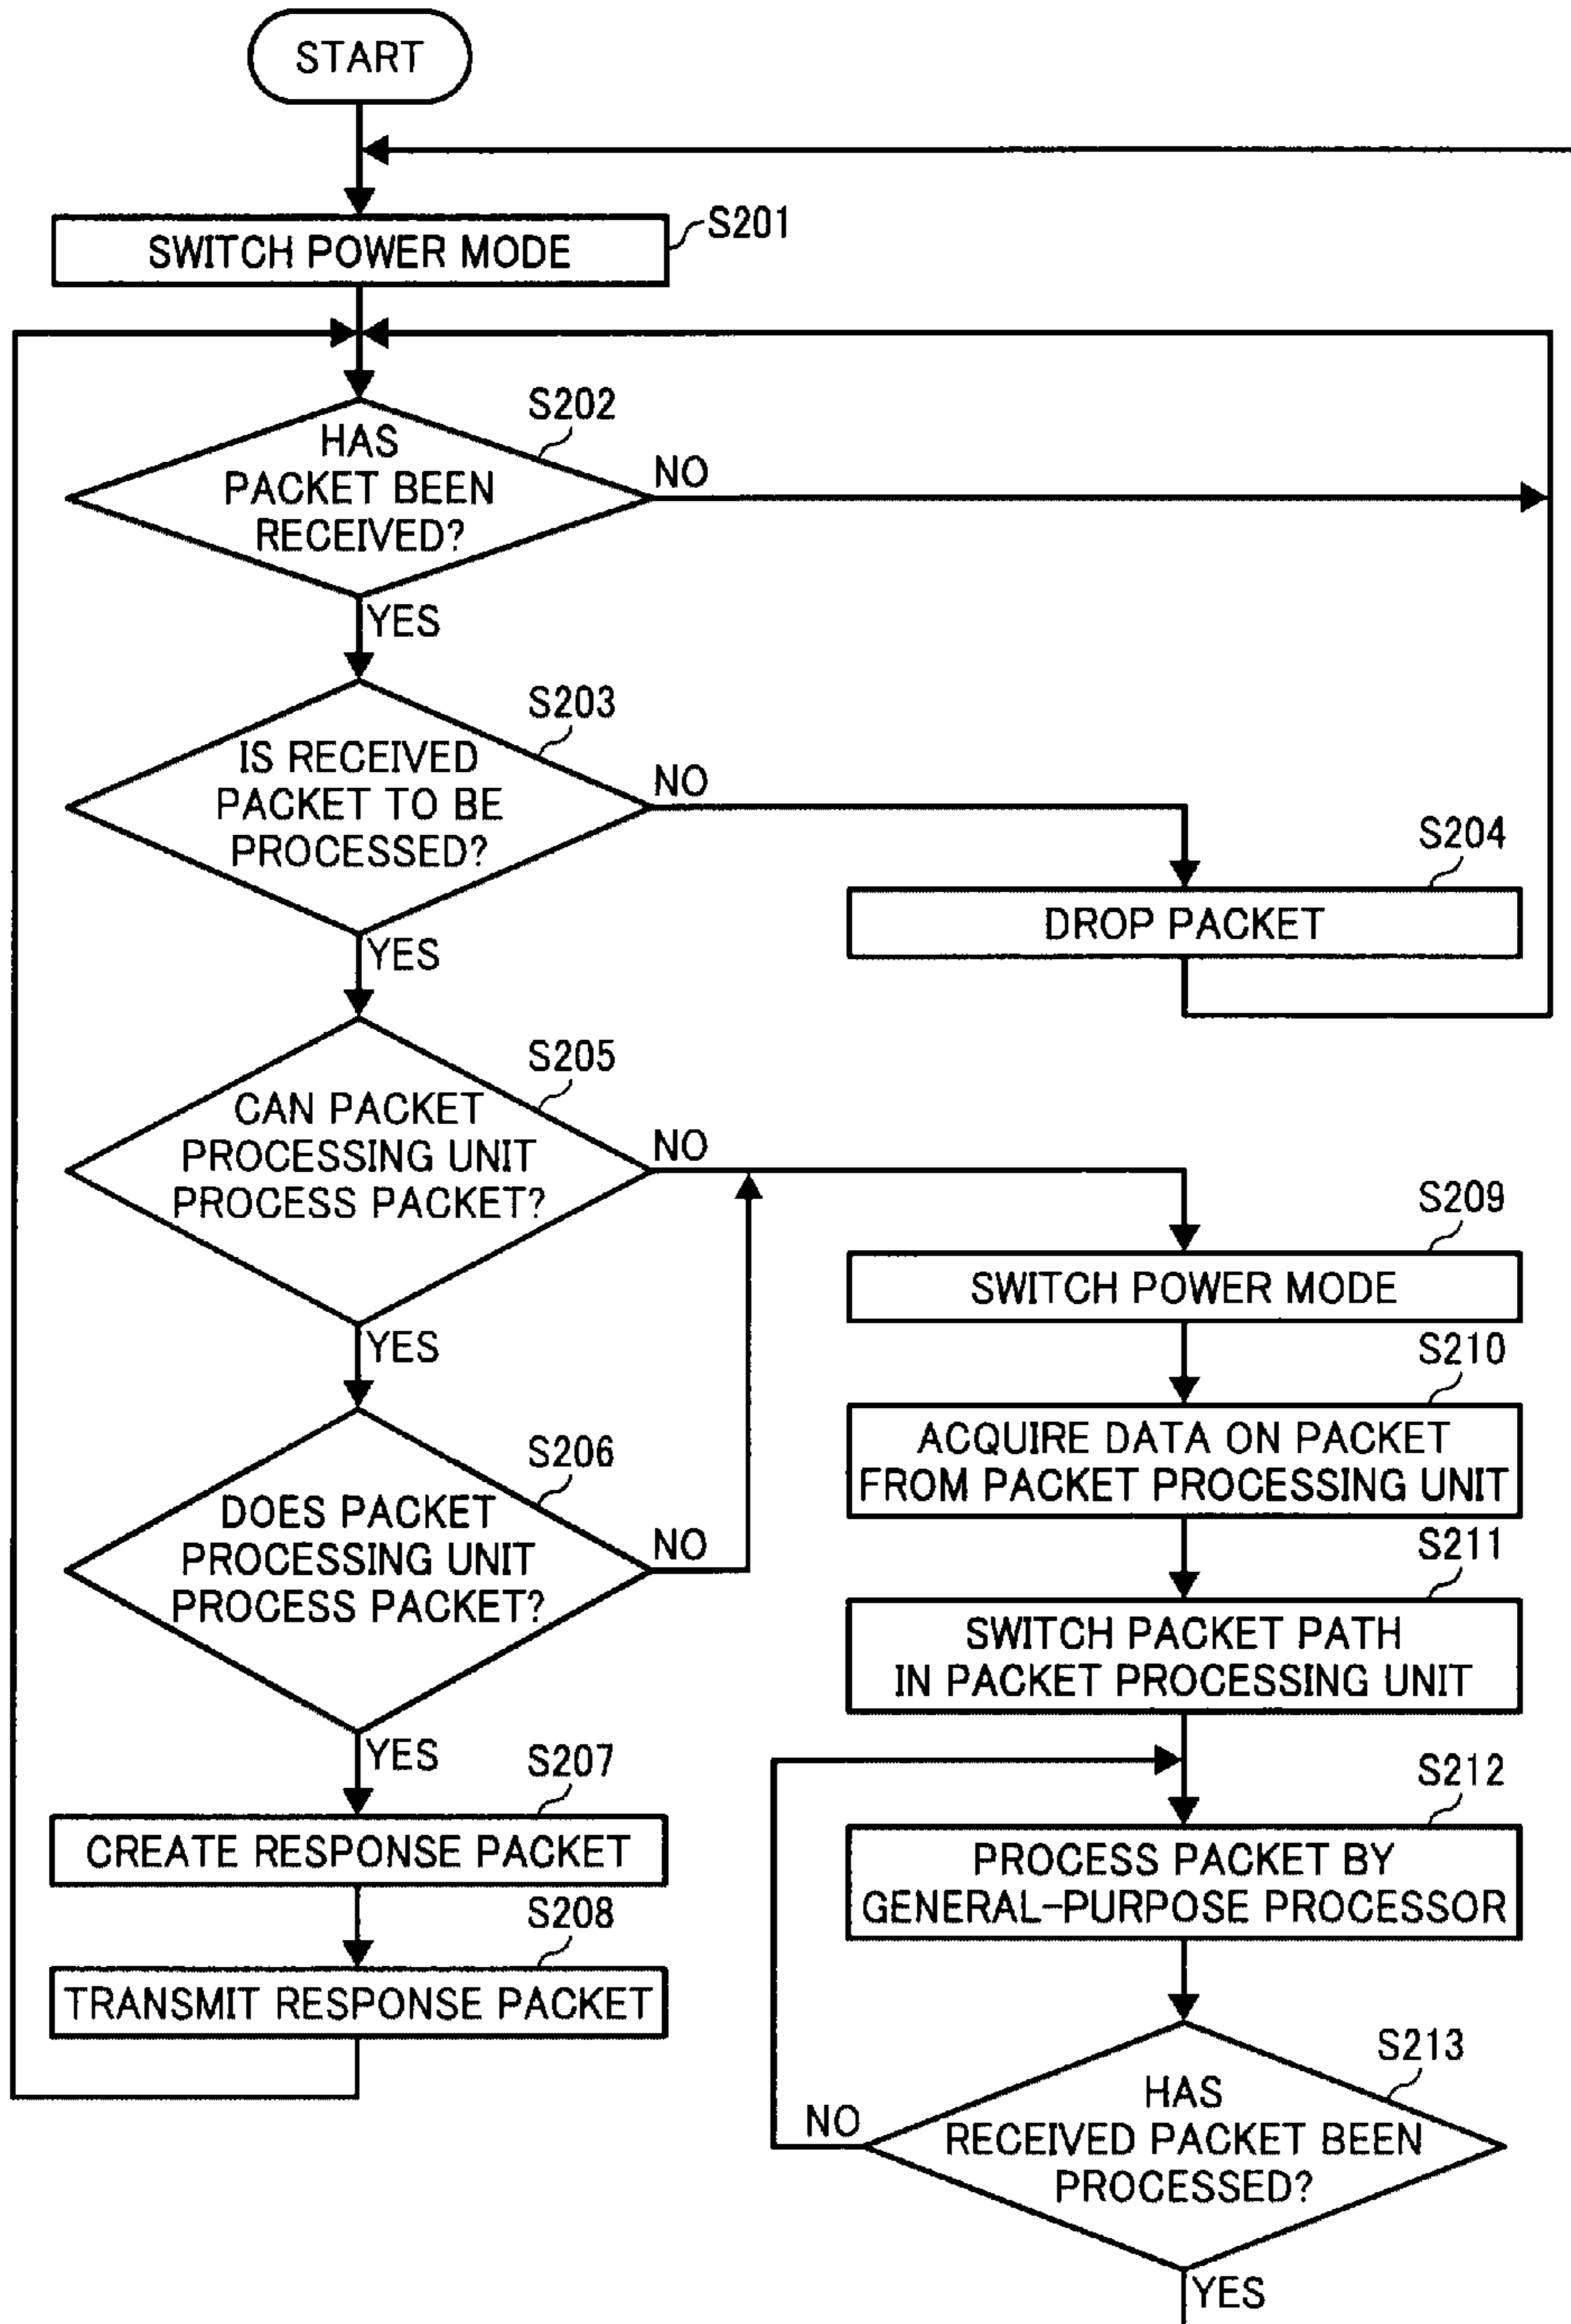 START
S201
SWITCH POWER MODE
S202
HAS
PACKET BEEN
RECEIVED?
NO
YES
S203
IS RECEIVED
PACKET TO BE
PROCESSED?
NO
YES
S204
DROP PACKET
S205
CAN PACKET
PROCESSING UNIT
PROCESS PACKET?
NO
YES
S206
DOES PACKET
PROCESSING UNIT
PROCESS PACKET?
NO
YES
S207
CREATE RESPONSE PACKET
S208
TRANSMIT RESPONSE PACKET
S209
SWITCH POWER MODE
S210
ACQUIRE DATA ON PACKET
FROM PACKET PROCESSING UNIT
S211
SWITCH PACKET PATH
IN PACKET PROCESSING UNIT
S212
PROCESS PACKET BY
GENERAL-PURPOSE PROCESSOR
S213
HAS
RECEIVED PACKET BEEN
PROCESSED?
NO
YES